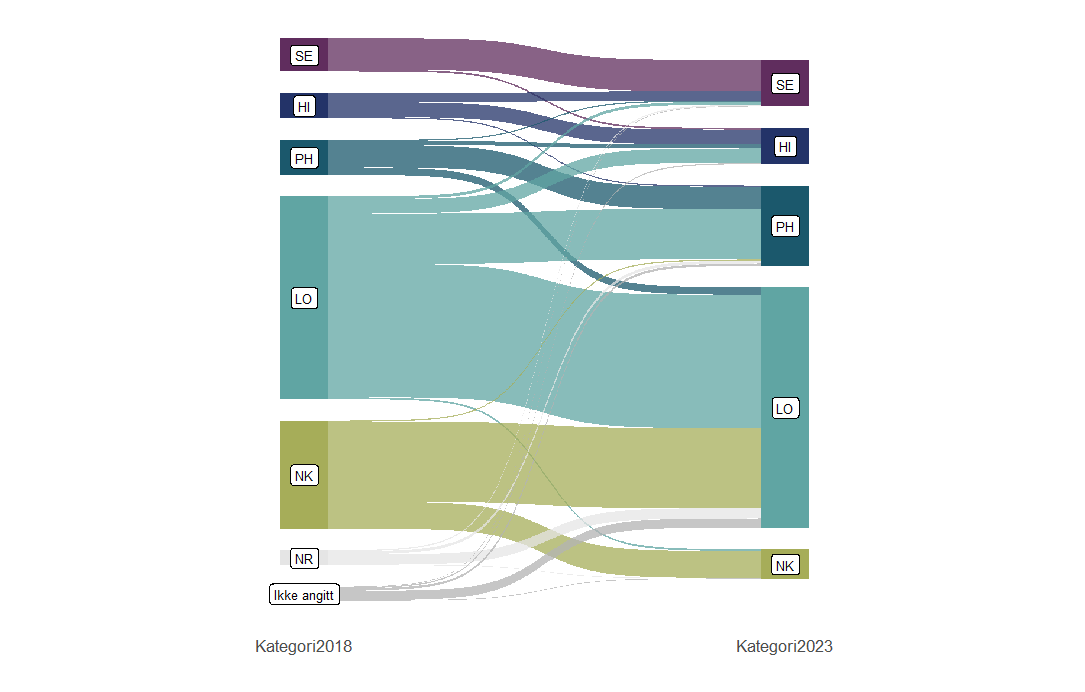 SE
HI
PH
LO
NK
NR
Ikke angitt
SE
HI
PH
LO
NK
Kategori2018
Kategori2023